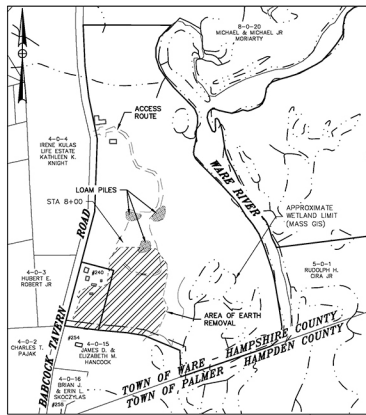 8-0-20
MICHAEL & MICHAEL JR
MORIARTY
ACCESS
ROUTE
4-0-4
IRENE KULAS
LIFE ESTATE
KATHLEEN K.
KNIGHT
LOAM PILES
STA 8+00
WARE RIVER
APPROXIMATE
WETLAND LIMIT
(MASS GIS)
ROAD
5-0-1
RUDOLPH H.
CIRA JR
4-0-3
HUBERT E.
ROBERT JR
#240
AREA OF EARTH
REMOVAL
BABCOCK-TAVERN
4-0-2
CHARLES T.
PAJAK
#254
4-0-15
JAMES D. &
ELIZABETH M.
HANCOCK
TOWN OF WARE HAMPSHIRE COUNTY
TOWN OF PALMER HAMPDEN COUNTY
4-0-16
BRIAN J.
& ERIN L.
SKOCZYLAS
#258